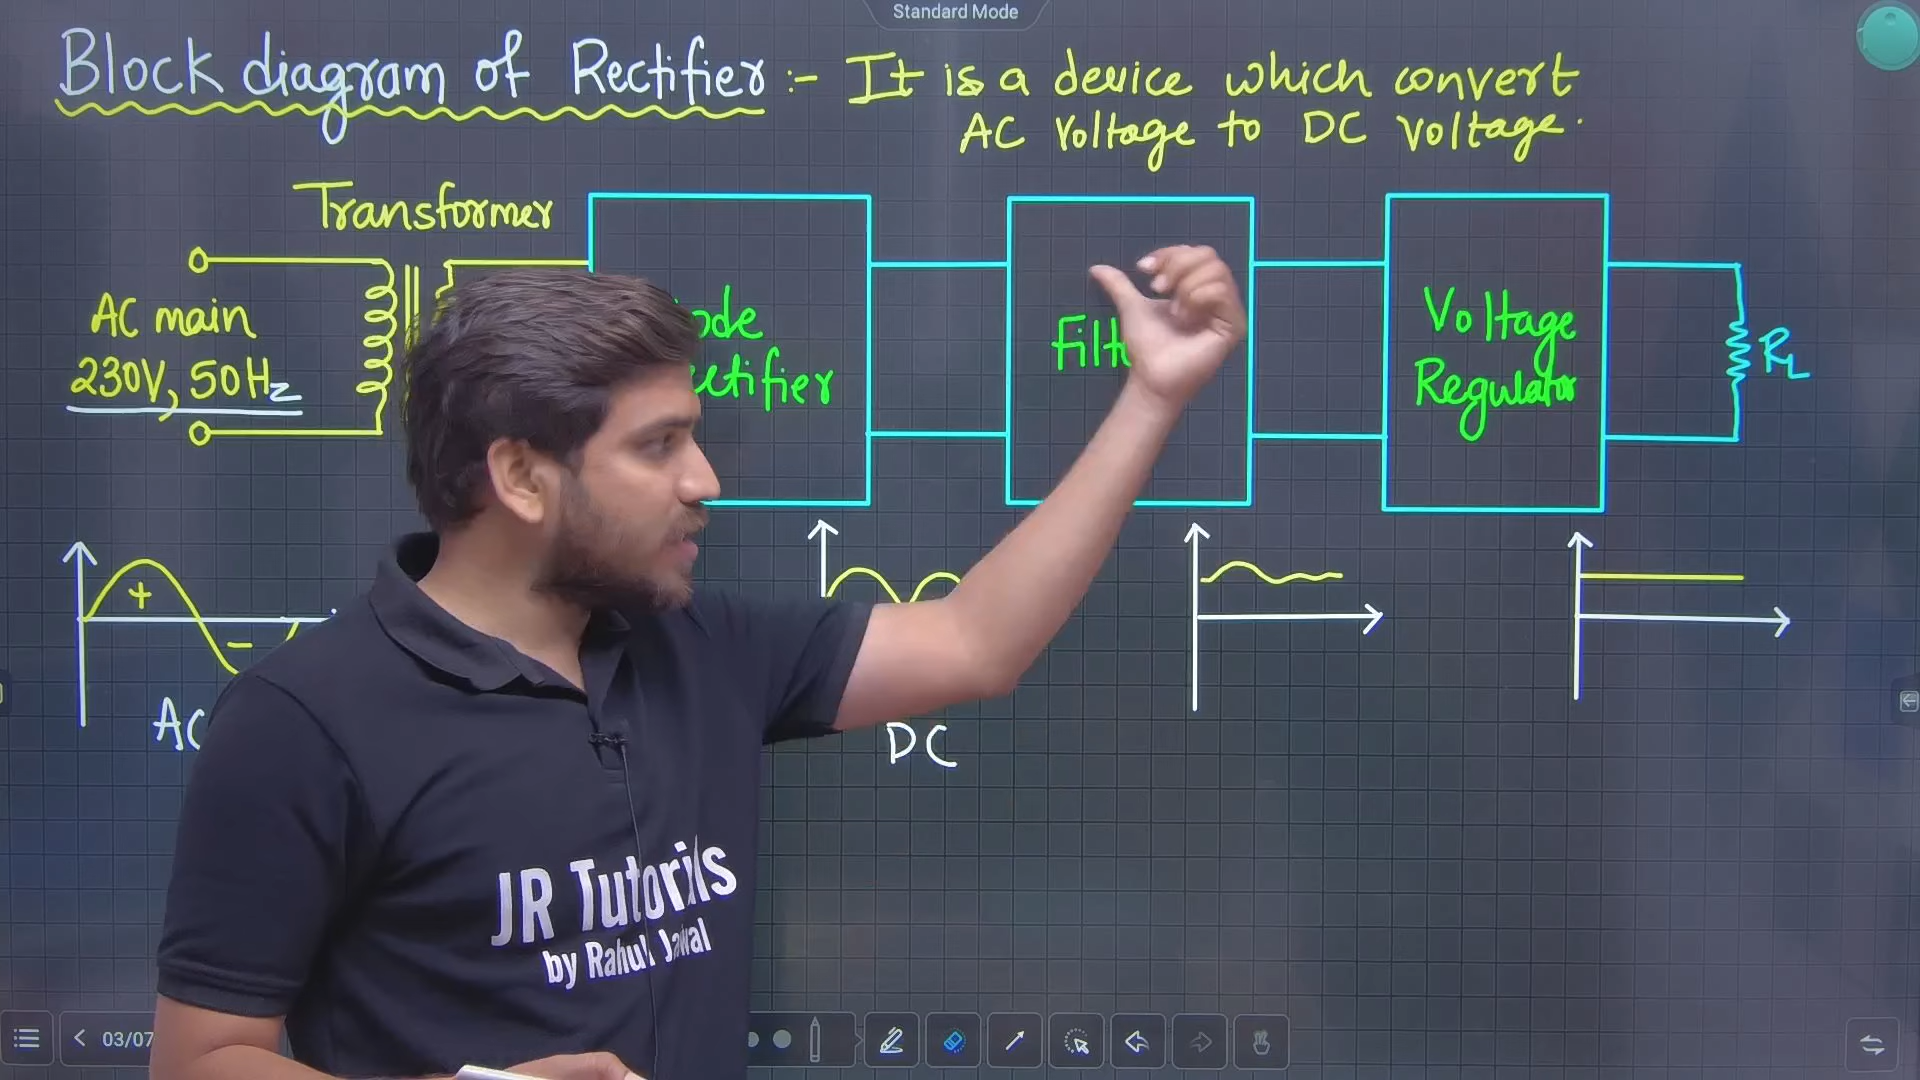 Standard Mode
Block diagram of Rectifier :- It is a device which convert
AC Voltage to DC Voltage.
Transformer
AC main
230V, 50Hz
Voltage
Regulator
RL
+
-
AC
DC
JR Tutorials
by Rahul
03/07